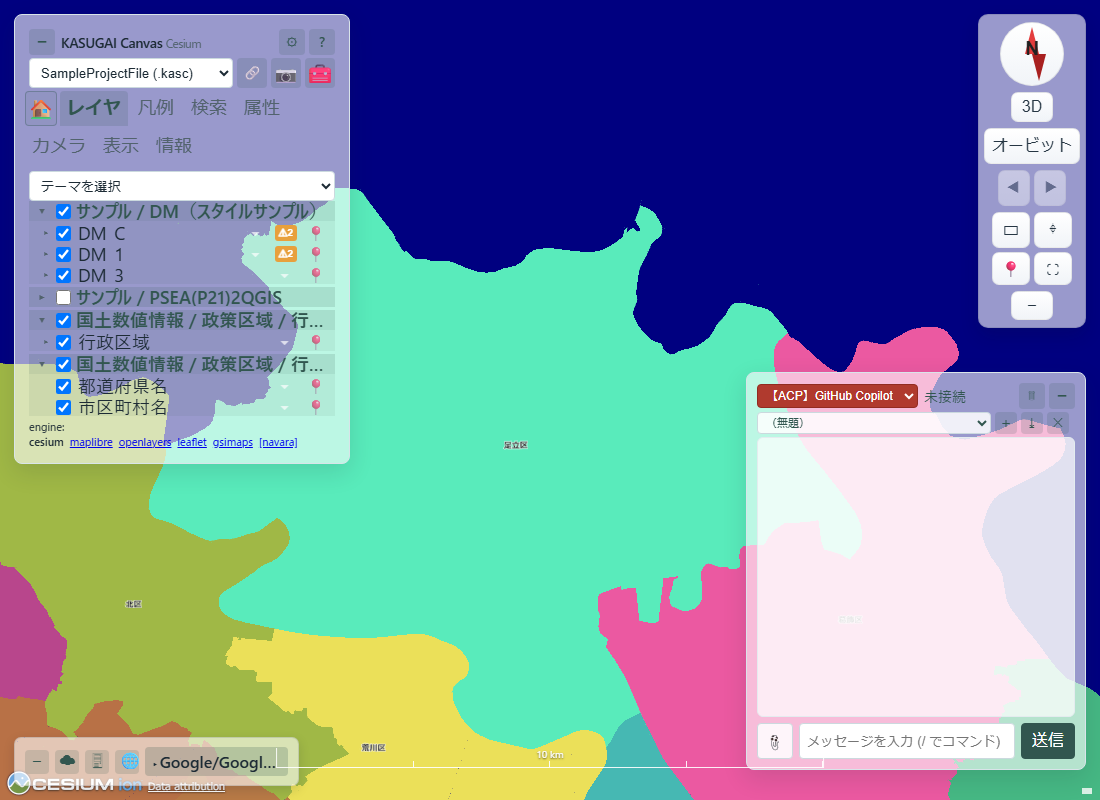 KASUGAI Canvas Cesium
?
SampleProjectFile (.kasc)
レイヤ 凡例 検索 属性
カメラ 表示 情報
テーマを選択
サンプル / DM（スタイルサンプル）
DM C 2
DM 1 2
DM 3
サンプル / PSEA(P21)2QGIS
国土数値情報 / 政策区域 / 行...
行政区域
国土数値情報 / 政策区域 / 行...
都道府県名
市区町村名
engine:
cesium maplibre openlayers leaflet gsimaps [navara]
N
3D
オービット
【ACP】GitHub Copilot 未接続
（無題）
メッセージを入力 (/ でコマンド) 送信
足立区
北区
荒川区
10 km
Google/Googl...
CESIUM ion Data attribution